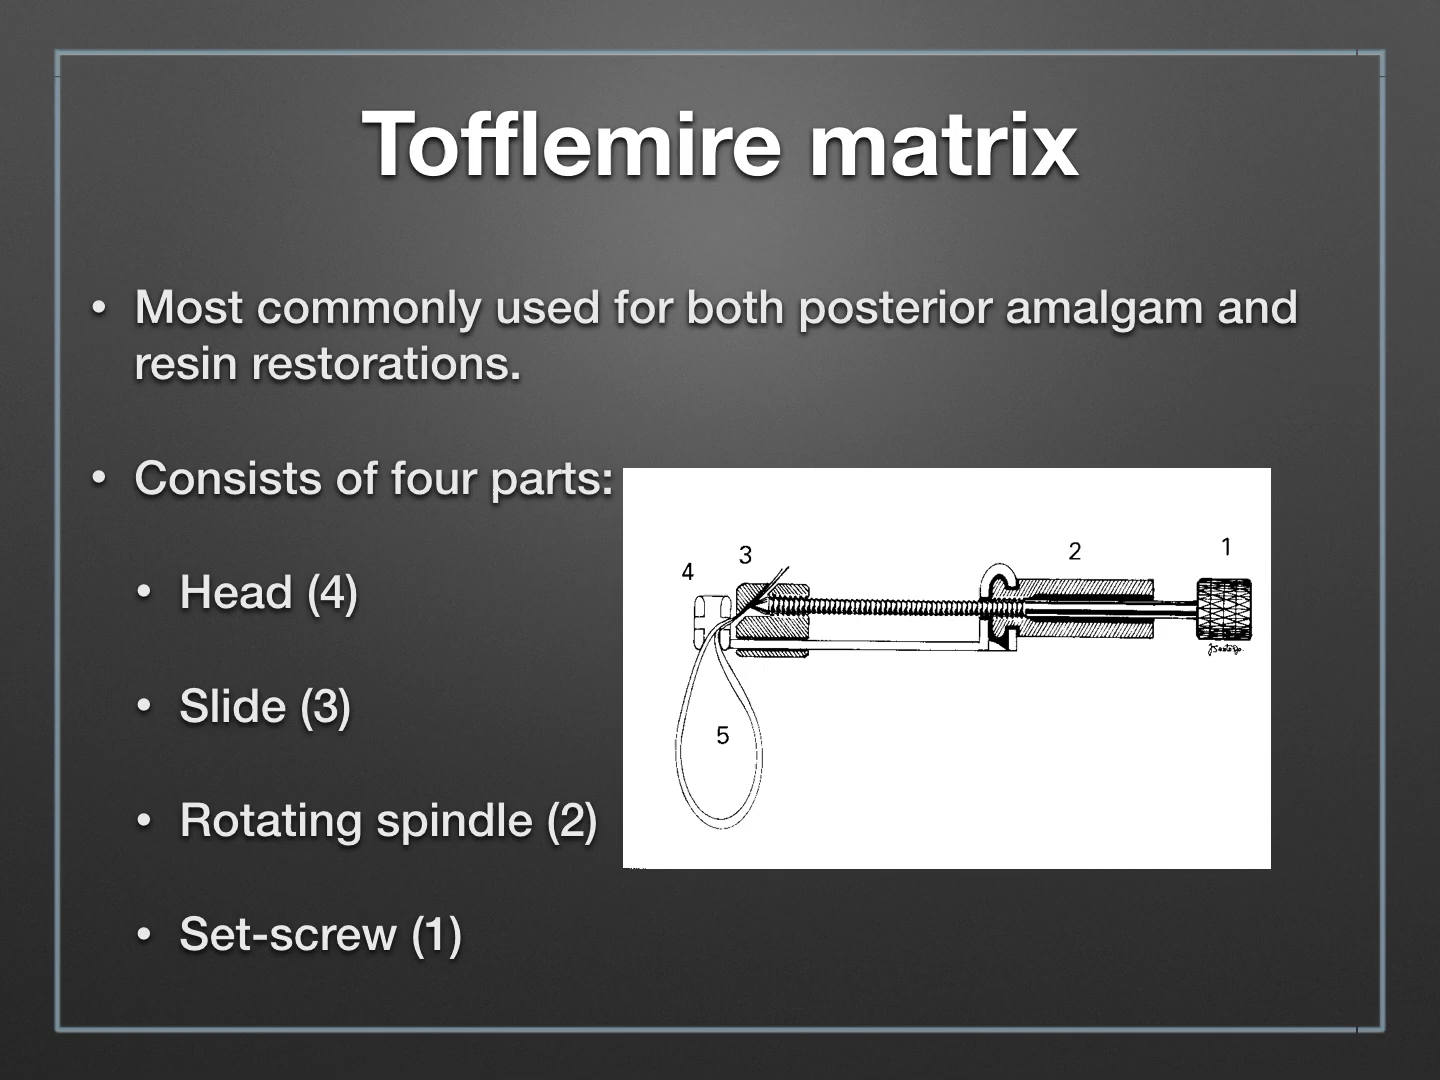 Tofflemire matrix
• Most commonly used for both posterior amalgam and
resin restorations.
• Consists of four parts:
• Head (4)
• Slide (3)
• Rotating spindle (2)
• Set-screw (1)
4
3
2
1
5